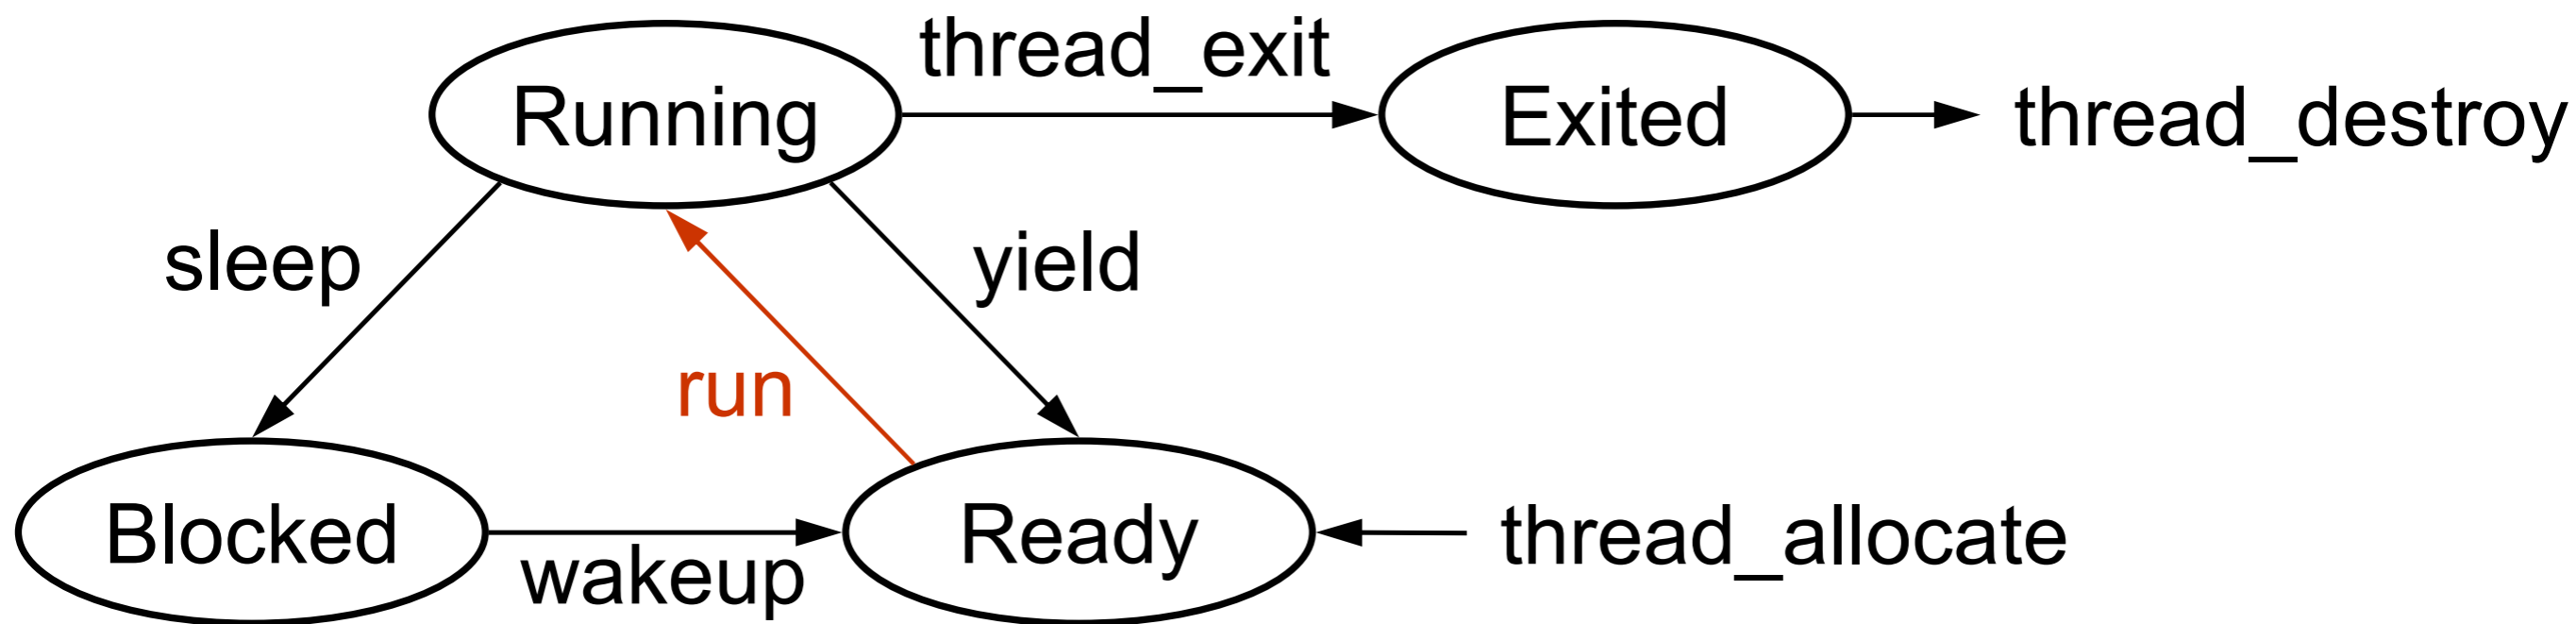 thread_exit
Running
Exited
thread_destroy
sleep
yield
run
Blocked
wakeup
Ready
thread_allocate